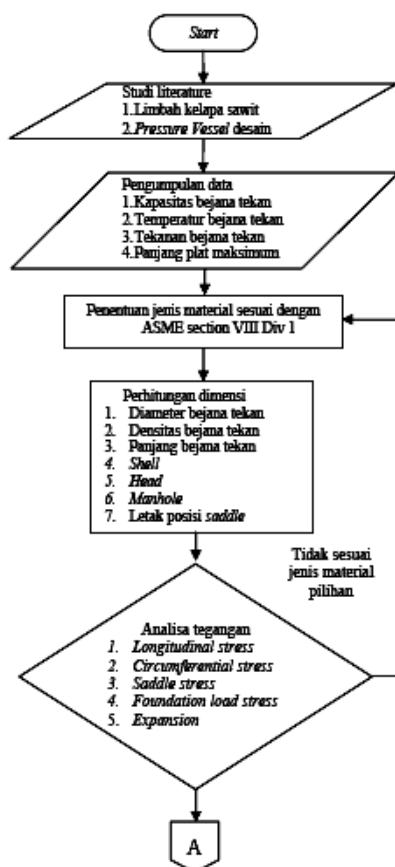 Start
Studi literature
1.Limbah kelapa sawit
2.Pressure Vessel desain
Pengumpulan data
1.Kapasitas bejana tekan
2.Temperatur bejana tekan
3.Tekanan bejana tekan
4.Panjang plat maksimum
Penentuan jenis material sesuai dengan
ASME section VIII Div 1
Perhitungan dimensi
1. Diameter bejana tekan
2. Densitas bejana tekan
3. Panjang bejana tekan
4. Shell
5. Head
6. Manhole
7. Letak posisi saddle
Tidak sesuai
jenis material
pilihan
Analisa tegangan
1. Longitudinal stress
2. Circumferential stress
3. Saddle stress
4. Foundation load stress
5. Expansion
A